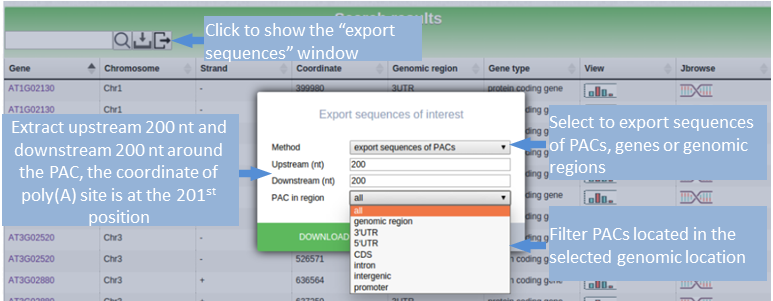 Search results
Click to show the “export
sequences” window
Gene Chromosome Strand Coordinate Genomic region Gene type View Jbrowse
AT1G02130 Chr1 - 399980 3UTR protein coding gene
AT1G02130 Chr1 coding gene
Export sequences of interest
Extract upstream 200 nt and
downstream 200 nt around
the PAC, the coordinate of
poly(A) site is at the 201st
position
Method export sequences of PACs
Upstream (nt) 200
Downstream (nt) 200
PAC in region all
all
genomic region
3'UTR
5'UTR
CDS
intron
intergenic
promoter
DOWNLOAD
Select to export sequences
of PACs, genes or genomic
regions
Filter PACs located in the
selected genomic location
coding gene
AT3G02520 Chr3 -
AT3G02520 Chr3 - 526571 coding gene
AT3G02880 Chr3 + 636564 coding gene